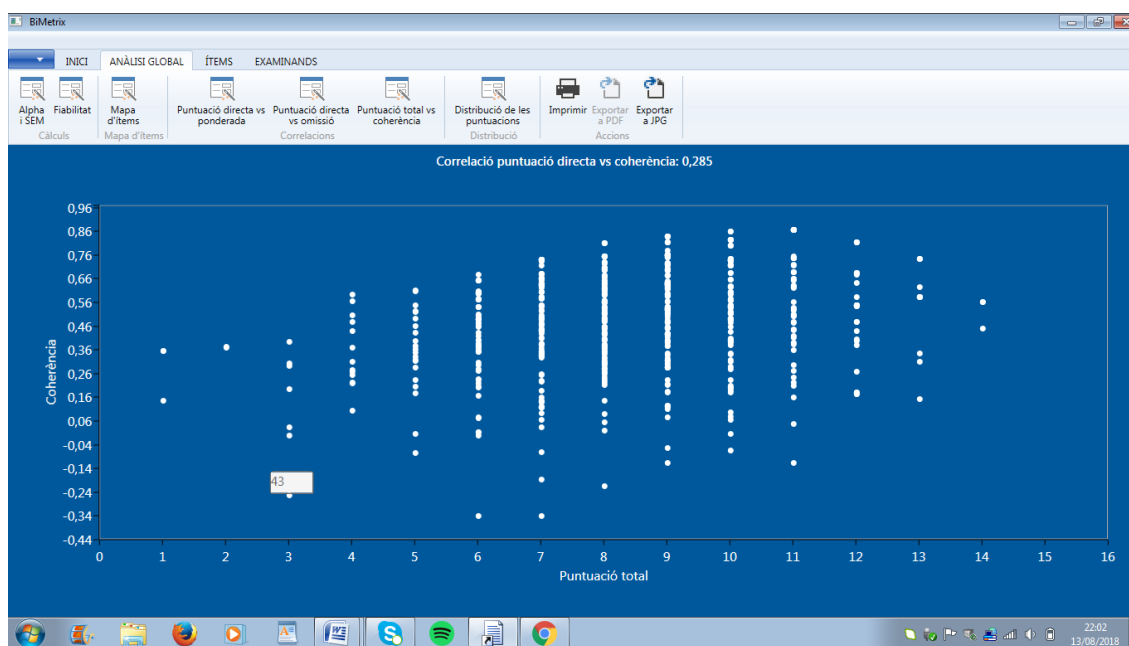 BiMetrix
INICI ANÀLISI GLOBAL ÍTEMS EXAMINANDS
Alpha i SEM
Fiabilitat
Càlculs
Mapa d'ítems
Mapa d'ítems
Puntuació directa vs ponderada
Puntuació directa vs omissió
Puntuació total vs coherència
Correlacions
Distribució de les puntuacions
Distribució
Imprimir
Exportar a PDF
Exportar a JPG
Accions
Correlació puntuació directa vs coherència: 0,285
Coherència
0,96
0,86
0,76
0,66
0,56
0,46
0,36
0,26
0,16
0,06
-0,04
-0,14
-0,24
-0,34
-0,44
43
0 1 2 3 4 5 6 7 8 9 10 11 12 13 14 15 16
Puntuació total
22:02
13/08/2018